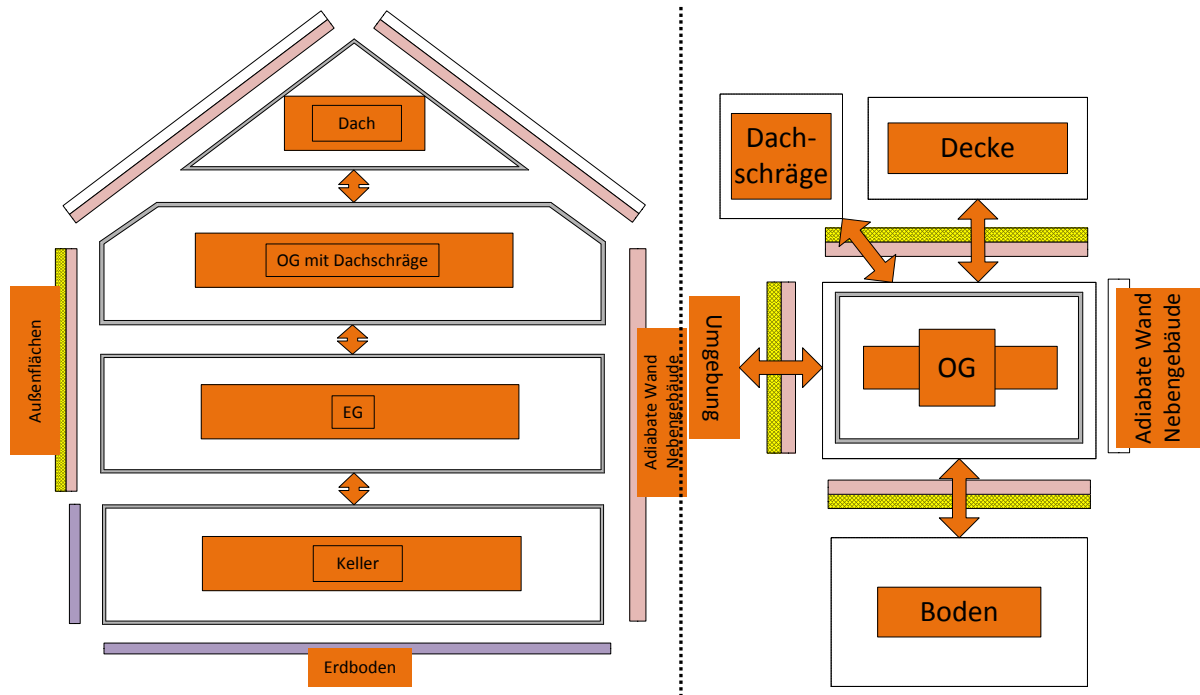 Dach
OG mit Dachschräge
EG
Keller
Außenflächen
Adiabate Wand
Nebengebäude
Erdboden
Dach-
schräge
Decke
Umgebung
OG
Adiabate Wand
Nebengebäude
Boden